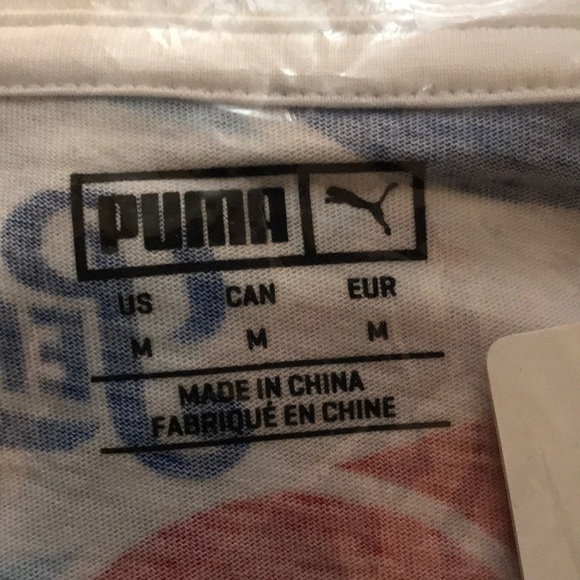 PUMA
US CAN EUR
M M M
MADE IN CHINA
FABRIQUÉ EN CHINE